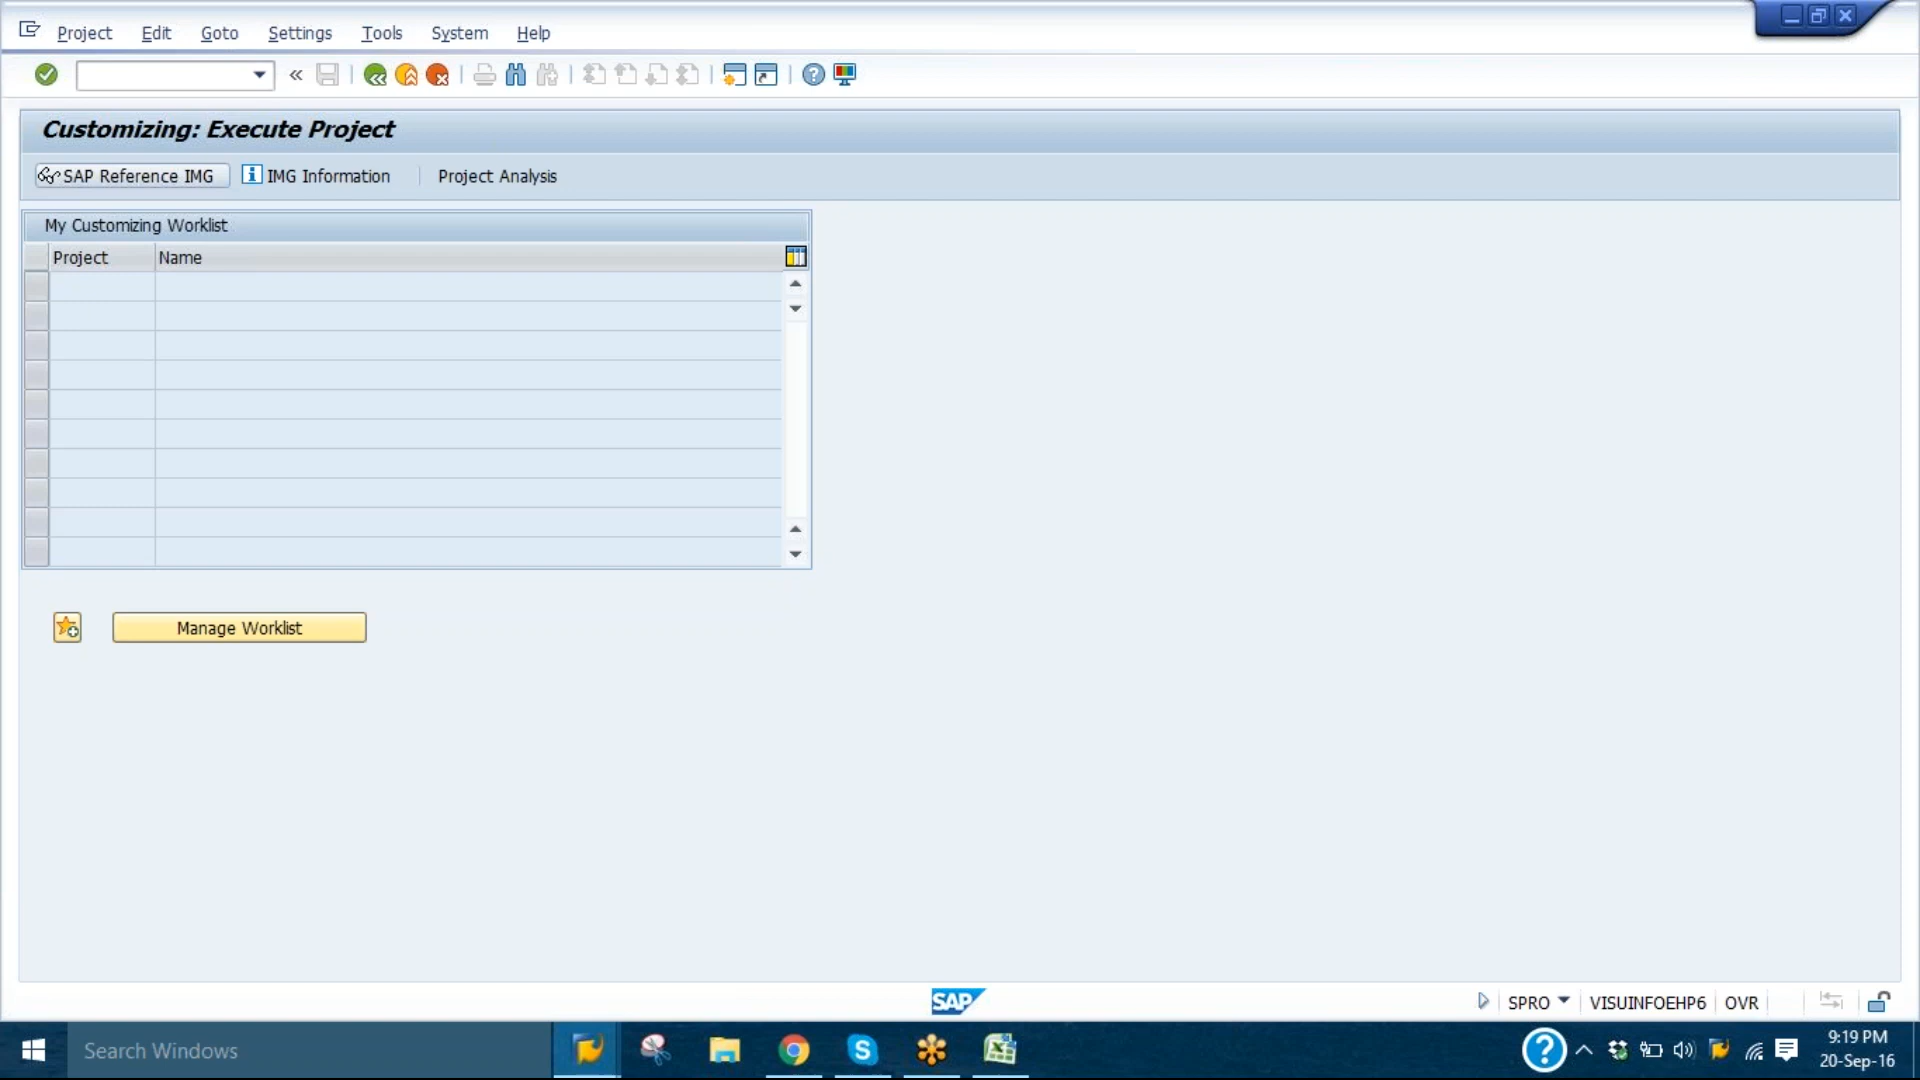 Project Edit Goto Settings Tools System Help
Customizing: Execute Project
SAP Reference IMG IMG Information Project Analysis
My Customizing Worklist
Project Name
Manage Worklist
SAP
SPRO VISUINFOEHP6 OVR
Search Windows
9:19 PM
20-Sep-16